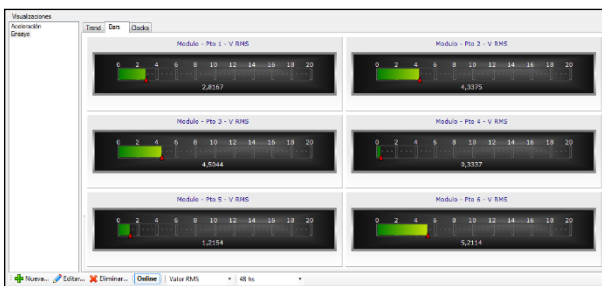 Visualizaciones
Aceleración
Ensayo
Trend Bars Clocks
Modulo - Pto 1 - V RMS
0 2 4 6 8 10 12 14 16 18 20
2,8167
Modulo - Pto 2 - V RMS
0 2 4 6 8 10 12 14 16 18 20
4,3375
Modulo - Pto 3 - V RMS
0 2 4 6 8 10 12 14 16 18 20
4,5044
Modulo - Pto 4 - V RMS
0 2 4 6 8 10 12 14 16 18 20
0,3337
Modulo - Pto 5 - V RMS
0 2 4 6 8 10 12 14 16 18 20
1,2154
Modulo - Pto 6 - V RMS
0 2 4 6 8 10 12 14 16 18 20
5,2114
Nueva... Editar... Eliminar... Online Valor RMS 48 hs